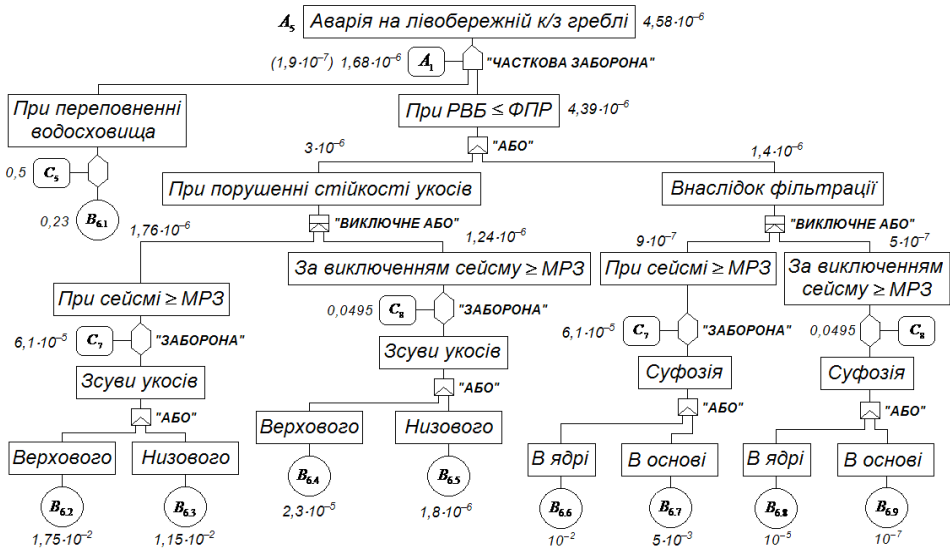 A₅ Аварія на лівобережній к/з греблі 4,58·10⁻⁶
(1,9·10⁻⁷) 1,68·10⁻⁶ A₁ "ЧАСТКОВА ЗАБОРОНА"
При переповненні
водосховища
При РВБ ≤ ФПР 4,39·10⁻⁶
"АБО"
0,5 C₅
0,23 B₆.₁
3·10⁻⁶
1,4·10⁻⁶
При порушенні стійкості укосів
Внаслідок фільтрації
"ВИКЛЮЧНЕ АБО"
"ВИКЛЮЧНЕ АБО"
1,76·10⁻⁶
1,24·10⁻⁶
9·10⁻⁷
5·10⁻⁷
При сейсмі ≥ МРЗ
За виключенням сейсму ≥ МРЗ
При сейсмі ≥ МРЗ
За виключенням
сейсму ≥ МРЗ
6,1·10⁻⁵ C₇ "ЗАБОРОНА"
0,0495 C₈ "ЗАБОРОНА"
6,1·10⁻⁵ C₇ "ЗАБОРОНА"
0,0495 C₈
Зсуви укосів
Зсуви укосів
Суфозія
Суфозія
"АБО"
"АБО"
"АБО"
"АБО"
Верхового
Низового
Верхового
Низового
В ядрі
В основі
В ядрі
В основі
B₆.₂
B₆.₃
B₆.₄
B₆.₅
B₆.₆
B₆.₇
B₆.₈
B₆.₉
1,75·10⁻²
1,15·10⁻²
2,3·10⁻⁵
1,8·10⁻⁶
10⁻²
5·10⁻³
10⁻⁵
10⁻⁷